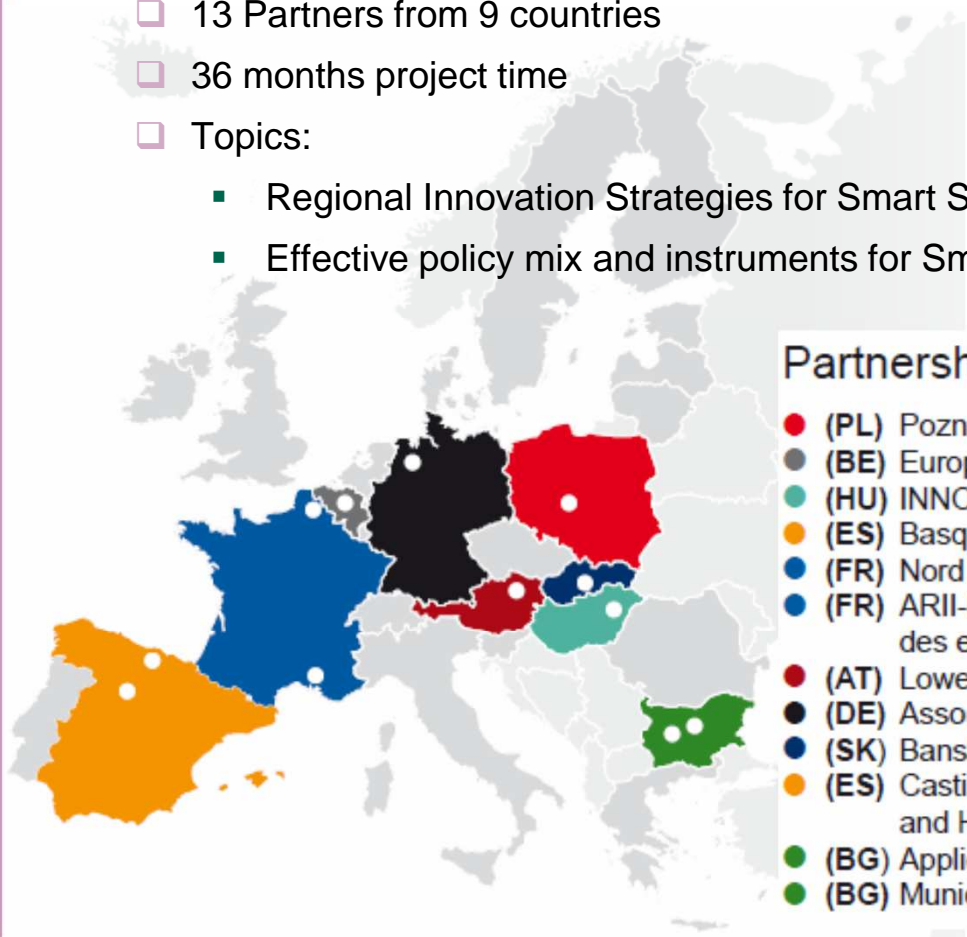 13 Partners from 9 countries
36 months project time
Topics:
Regional Innovation Strategies for Smart S
Effective policy mix and instruments for Sm
Partnersh
(PL) Pozn
(BE) Europ
(HU) INNO
(ES) Basq
(FR) Nord
(FR) ARII-
des e
(AT) Lowe
(DE) Asso
(SK) Bans
(ES) Casti
and H
(BG) Appli
(BG) Munic